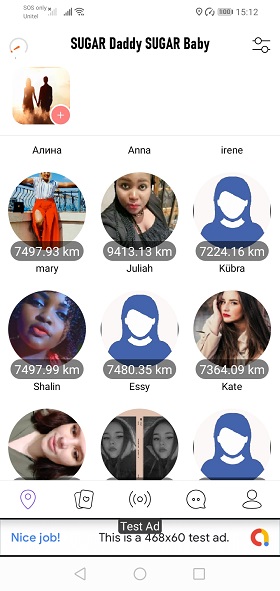 SOS only
Unitel
100
15:12
SUGAR Daddy SUGAR Baby
Алина
Anna
irene
7497.93 km
9413.13 km
7224.16 km
mary
Juliah
Kübra
7497.99 km
7480.35 km
7364.09 km
Shalin
Essy
Kate
Test Ad
Nice job!
This is a 468x60 test ad.